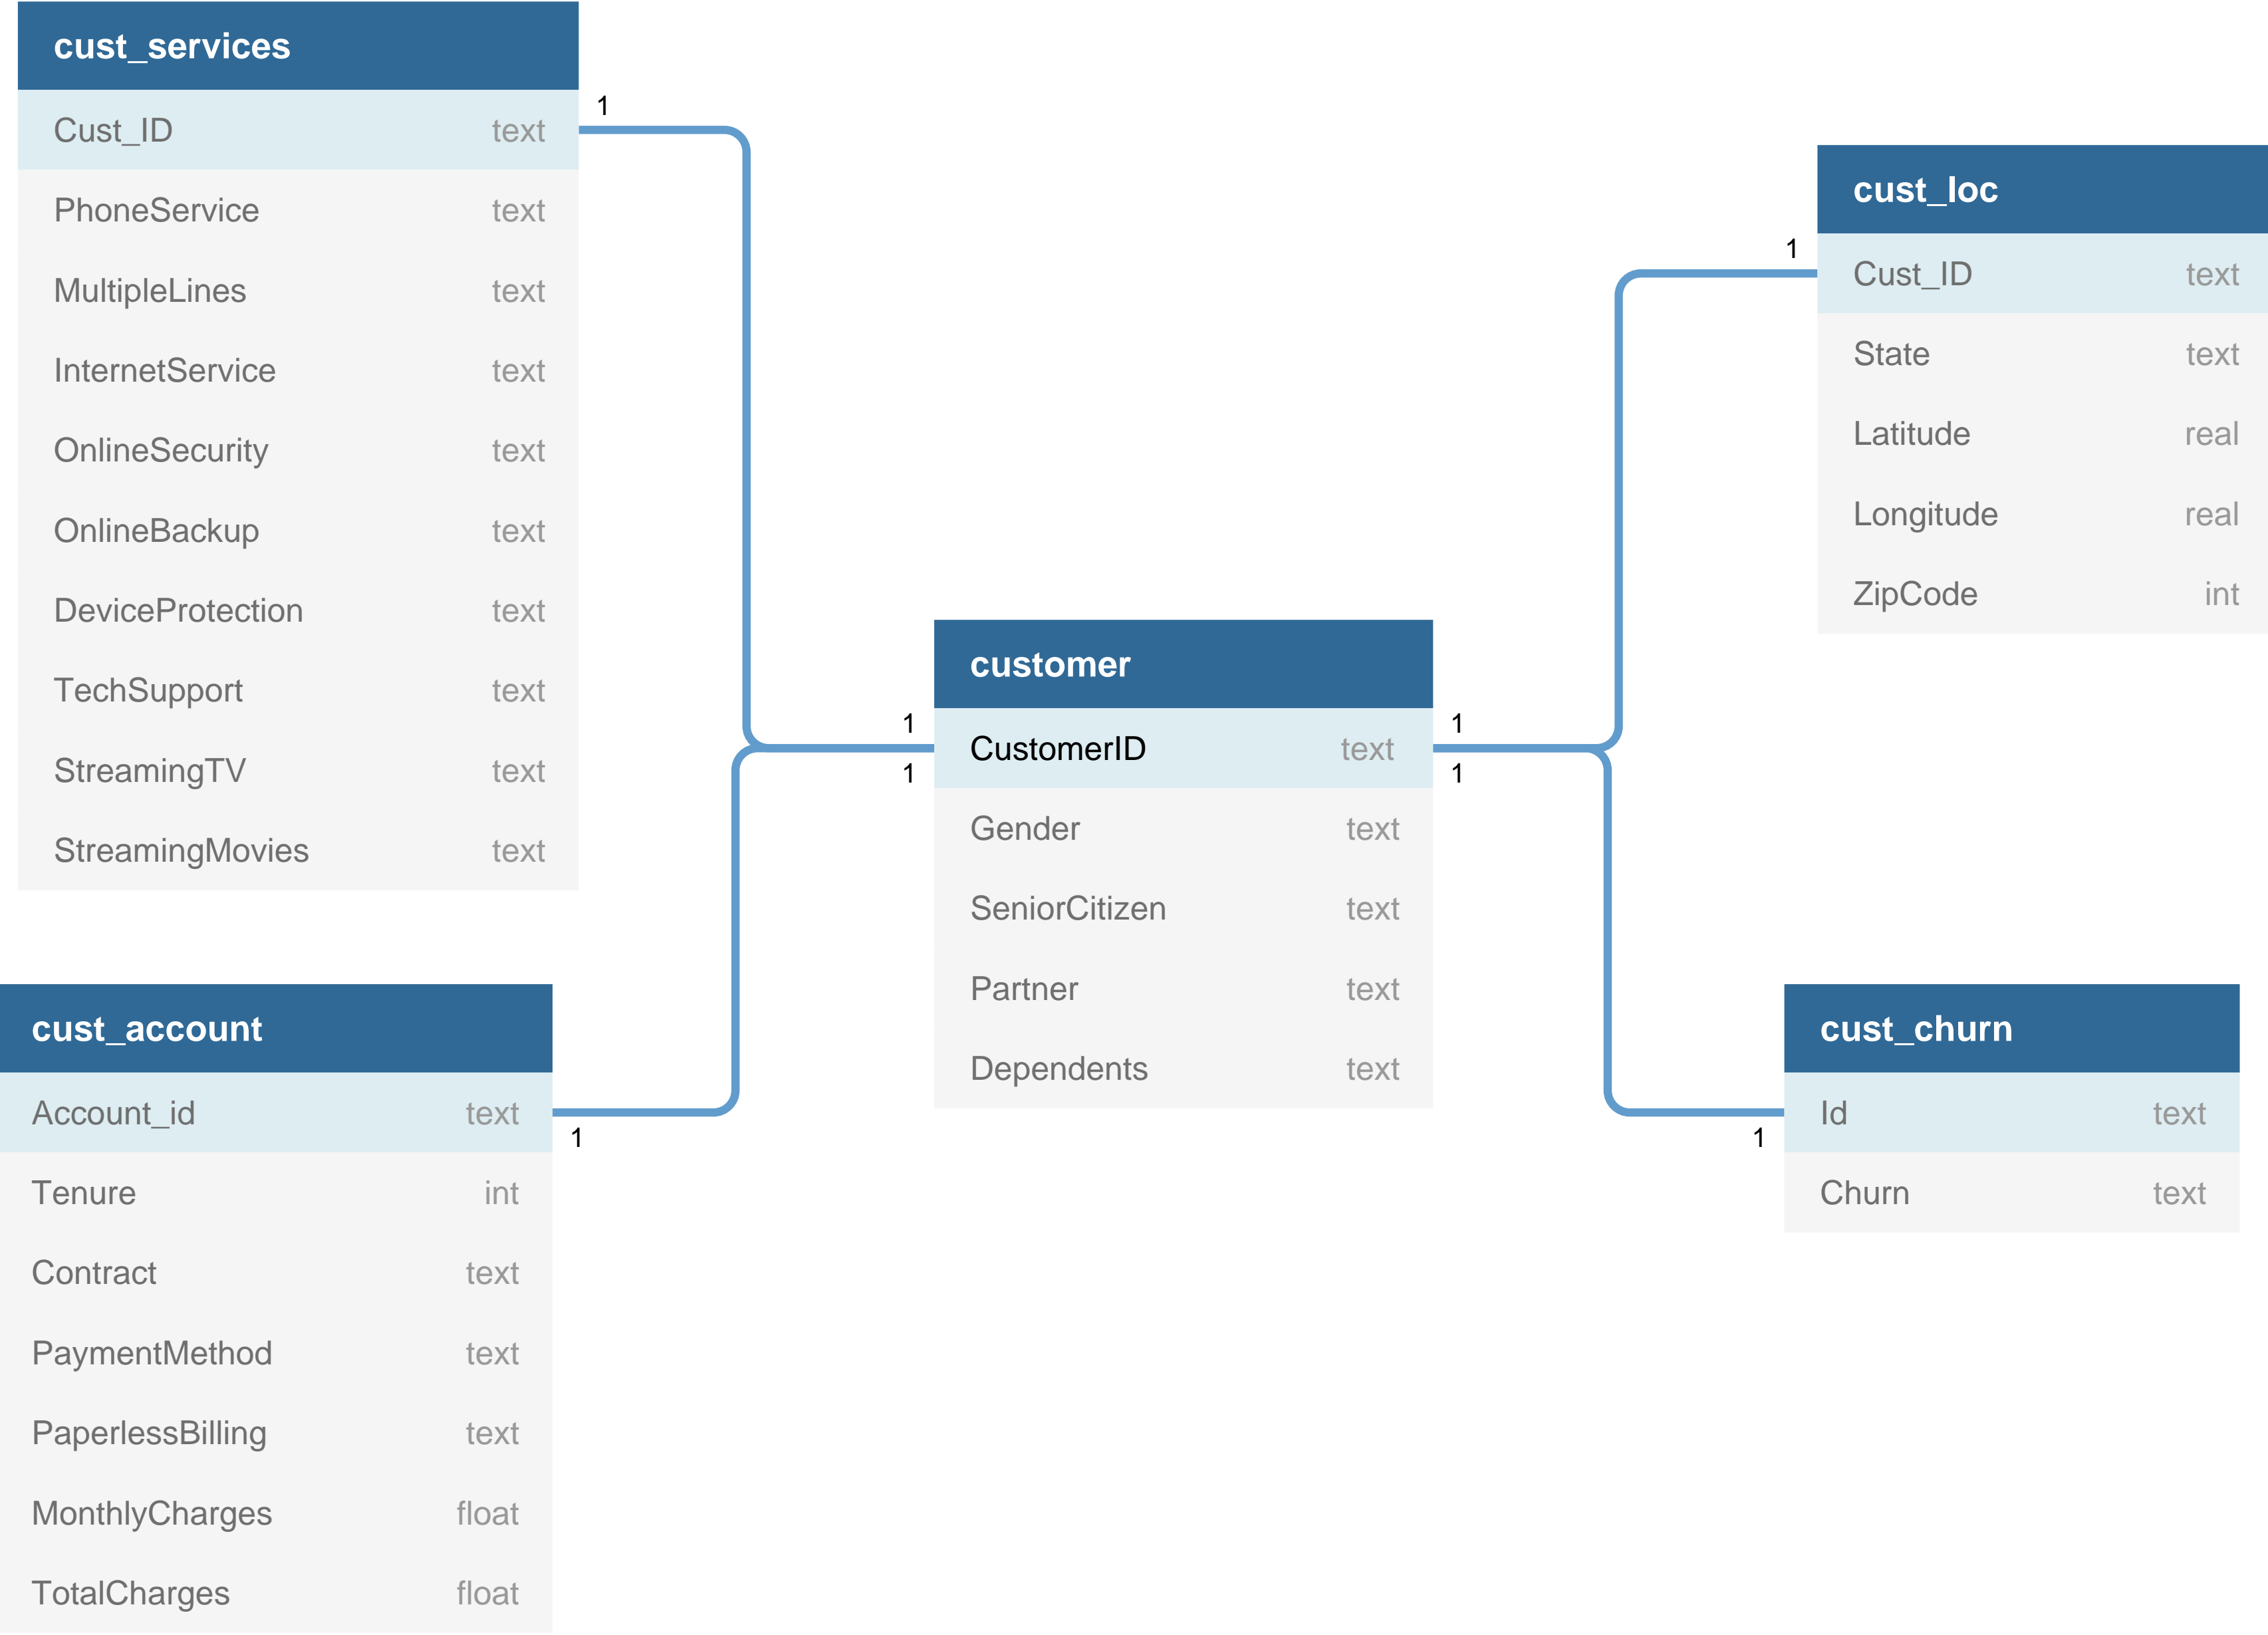 cust_services
1
Cust_ID text
PhoneService text
MultipleLines text
InternetService text
OnlineSecurity text
OnlineBackup text
DeviceProtection text
TechSupport text
StreamingTV text
StreamingMovies text
cust_loc
1
Cust_ID text
State text
Latitude real
Longitude real
ZipCode int
customer
1
1
CustomerID text
1
1
Gender text
SeniorCitizen text
Partner text
Dependents text
cust_account
Account_id text
1
Tenure int
Contract text
PaymentMethod text
PaperlessBilling text
MonthlyCharges float
TotalCharges float
cust_churn
Id text
1
Churn text